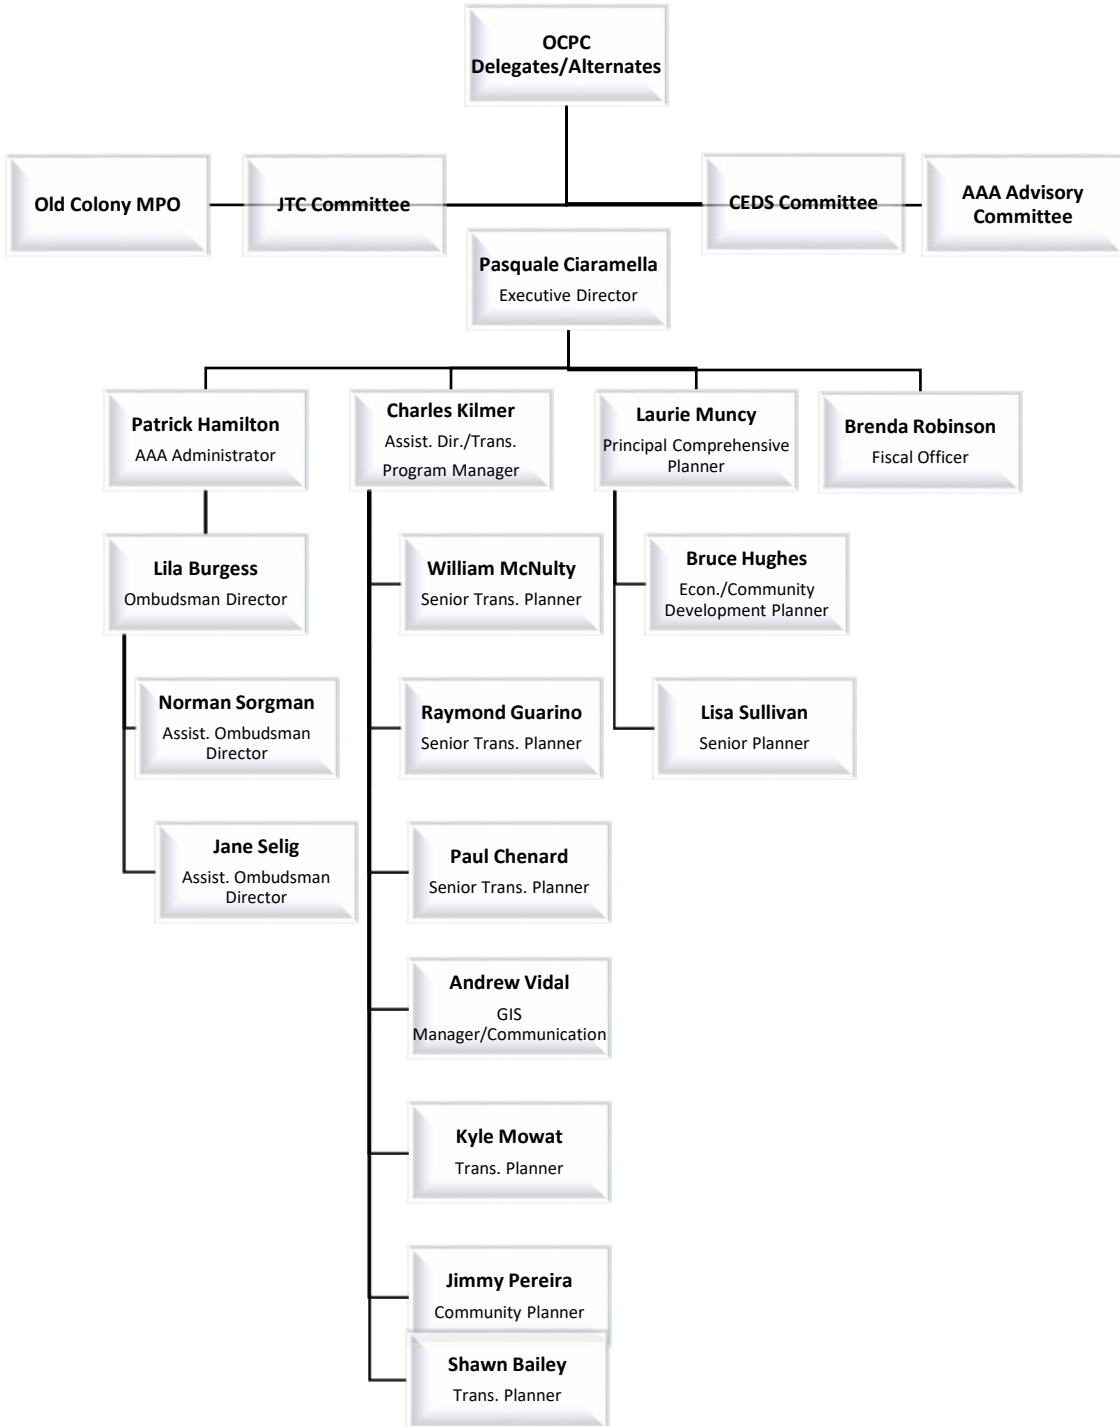 OCPC
Delegates/Alternates
Old Colony MPO
JTC Committee
CEDS Committee
AAA Advisory
Committee
Pasquale Ciaramella
Executive Director
Patrick Hamilton
AAA Administrator
Charles Kilmer
Assist. Dir./Trans.
Program Manager
Laurie Muncy
Principal Comprehensive
Planner
Brenda Robinson
Fiscal Officer
Lila Burgess
Ombudsman Director
Norman Sorgman
Assist. Ombudsman
Director
Jane Selig
Assist. Ombudsman
Director
William McNulty
Senior Trans. Planner
Raymond Guarino
Senior Trans. Planner
Paul Chenard
Senior Trans. Planner
Andrew Vidal
GIS
Manager/Communication
Kyle Mowat
Trans. Planner
Jimmy Pereira
Community Planner
Shawn Bailey
Trans. Planner
Bruce Hughes
Econ./Community
Development Planner
Lisa Sullivan
Senior Planner